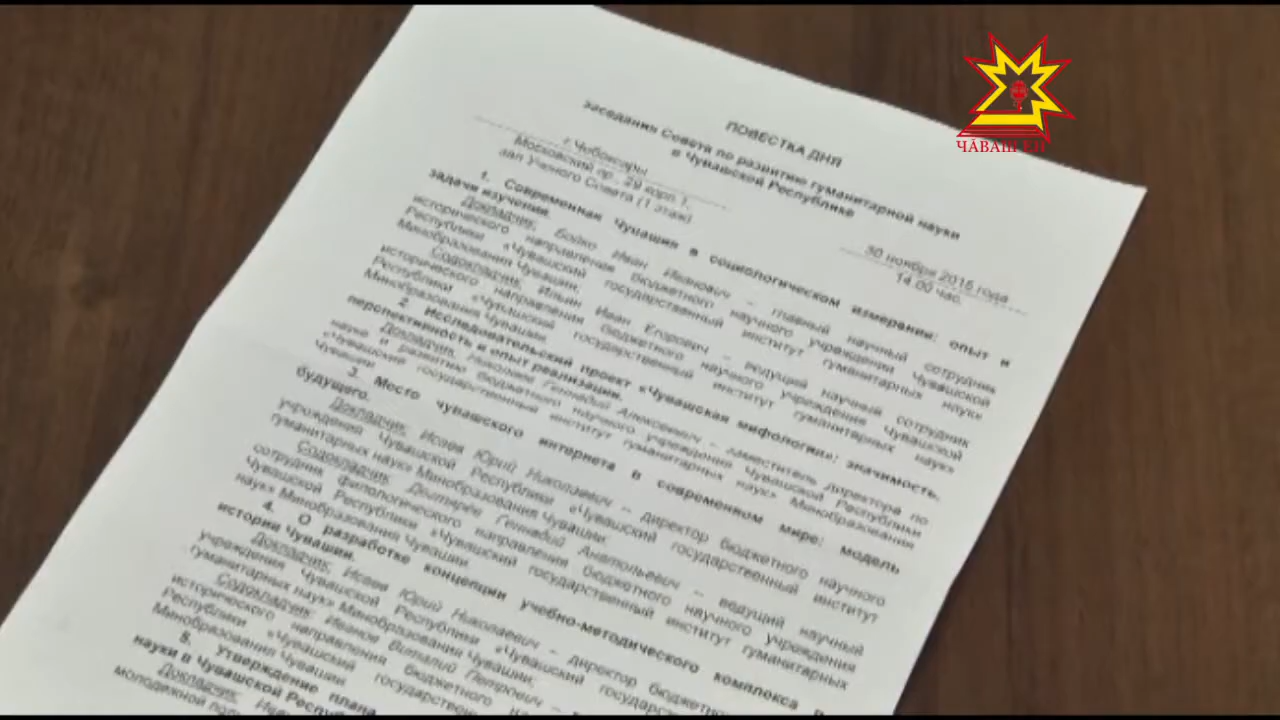 ПОВЕСТКА ДНЯ
заседания Совета по развитию гуманитарной науки
в Чувашской Республике
г.Чебоксары
Московский пр., 29 корп.1,
зал Ученого Совета (1 этаж)
30 ноября 2015 года
14.00 час.
1. Современная Чувашия в социологическом измерении: опыт и
задачи изучения.
Докладчик: Бойко Иван Иванович – главный научный сотрудник
исторического направления бюджетного научного учреждения Чувашской
Республики «Чувашский государственный институт гуманитарных наук»
Минобразования Чувашии.
Содокладчик: Ильин Иван Егорович – ведущий научный сотрудник
исторического направления бюджетного научного учреждения Чувашской
Республики «Чувашский государственный институт гуманитарных наук»
Минобразования Чувашии.
2. Исследовательский проект «Чувашская мифология»: значимость,
перспективность и опыт реализации.
Докладчик: Николаев Геннадий Алексеевич – заместитель директора по
науке и развитию бюджетного научного учреждения Чувашской Республики
«Чувашский государственный институт гуманитарных наук» Минобразования
Чувашии
3. Место чувашского интернета в современном мире: модель
будущего.
Докладчик: Исаев Юрий Николаевич – директор бюджетного научного
учреждения Чувашской Республики «Чувашский государственный институт
гуманитарных наук» Минобразования Чувашии.
Содокладчик: Дегтярёв Геннадий Анатольевич – ведущий научный
сотрудник филологического направления бюджетного научного учреждения
Чувашской Республики «Чувашский государственный институт гуманитарных
наук» Минобразования Чувашии.
4. О разработке концепции учебно-методического комплекса
истории Чувашии.
Докладчик: Исаев Юрий Николаевич – директор бюджетного
учреждения Чувашской Республики «Чувашский государственный
гуманитарных наук» Минобразования Чувашии.
Содокладчик: Иванов Виталий Петрович –
исторического направления бюджетного
Республики «Чувашский
Минобразования Чувашии.
5. Утверждение плана
науки в Чувашской
Докладчик:
молодежной
ЧӐВАШ ЕН